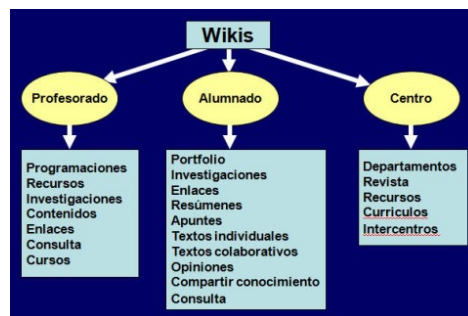 Wikis
Profesorado
Alumnado
Centro
Programaciones
Recursos
Investigaciones
Contenidos
Enlaces
Consulta
Cursos
Portfolio
Investigaciones
Enlaces
Resúmenes
Apuntes
Textos individuales
Textos colaborativos
Opiniones
Compartir conocimiento
Consulta
Departamentos
Revista
Recursos
Curriculos
Intercentros